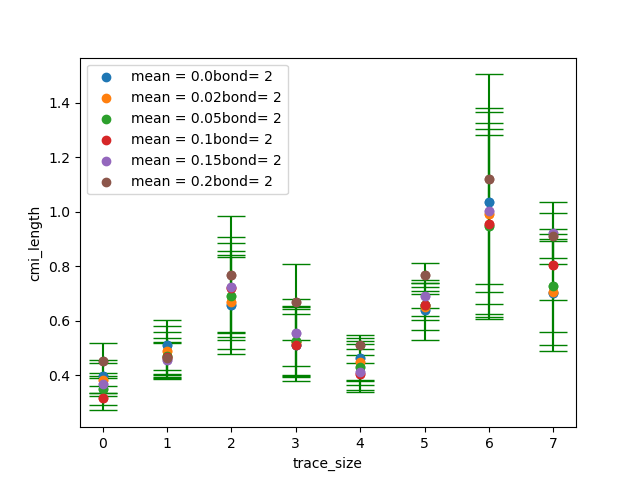 mean = 0.0bond= 2
mean = 0.02bond= 2
mean = 0.05bond= 2
mean = 0.1bond= 2
mean = 0.15bond= 2
mean = 0.2bond= 2
1.4
1.2
1.0
0.8
0.6
0.4
cmi_length
0 1 2 3 4 5 6 7
trace_size